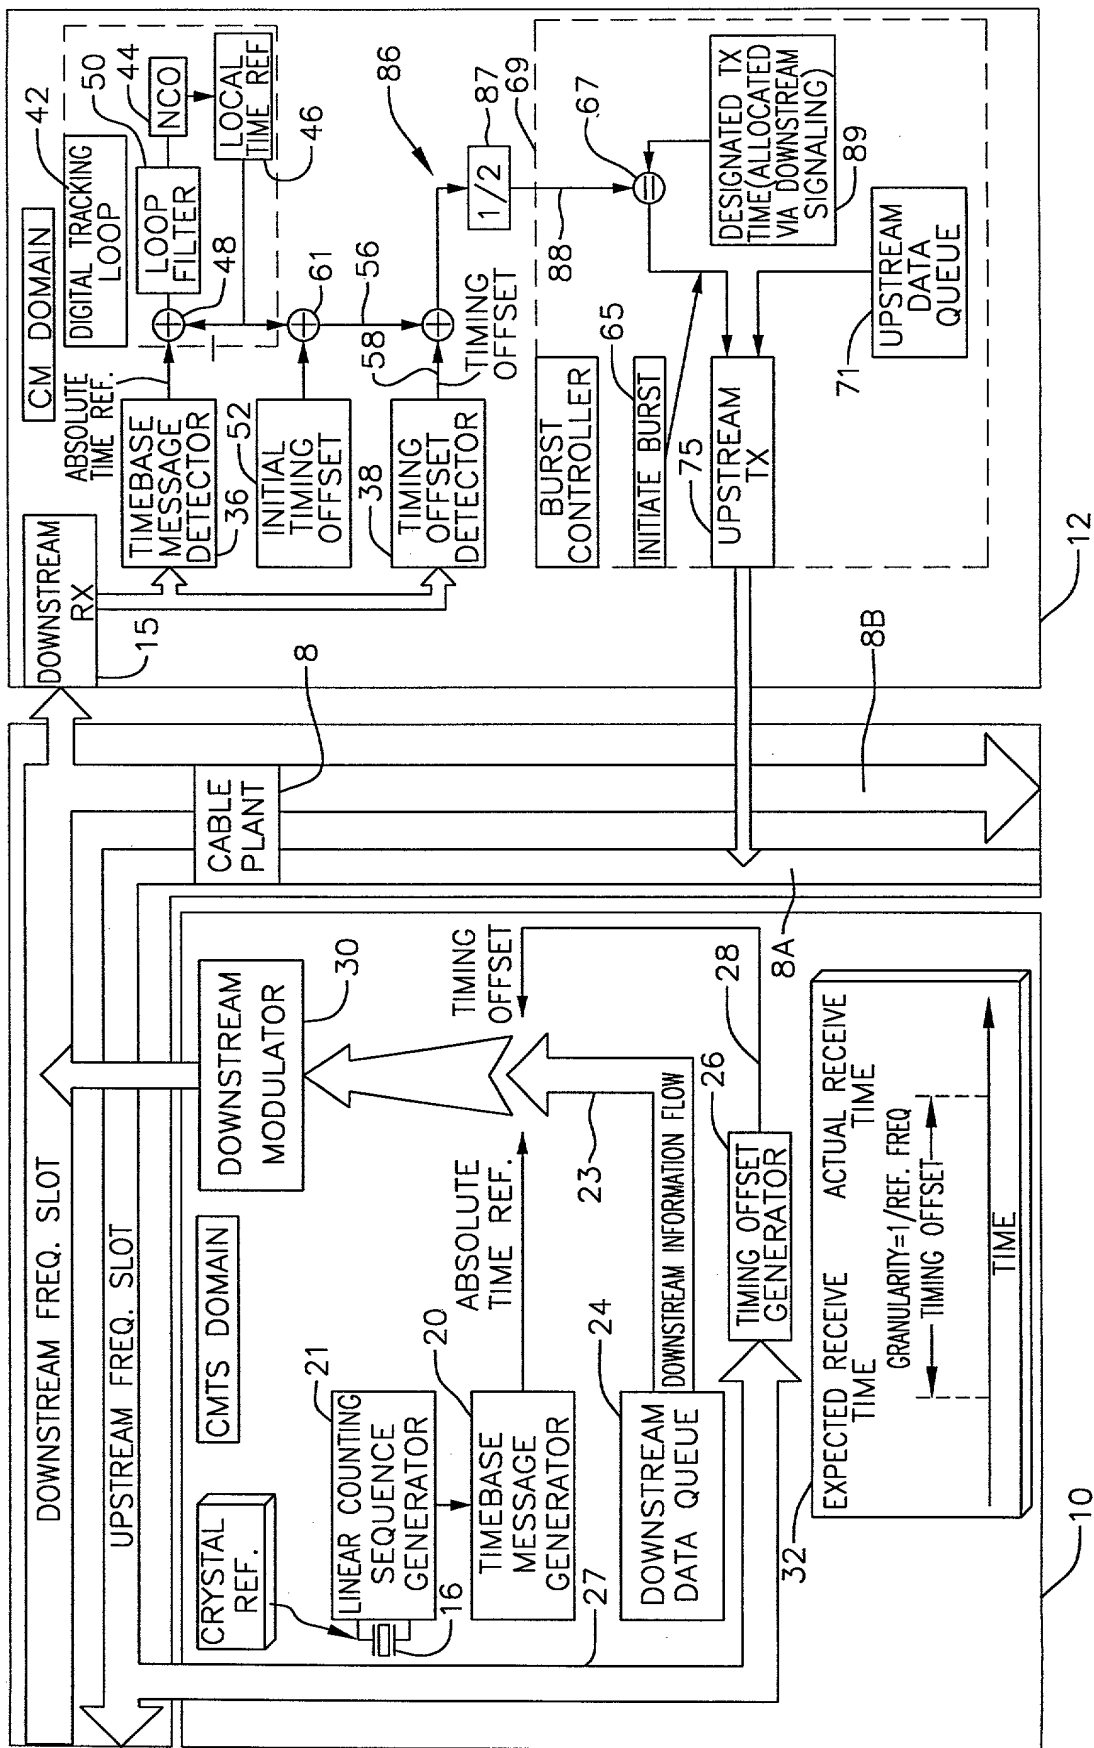 DOWNSTREAM FREQ. SLOT
UPSTREAM FREQ. SLOT
CMTS DOMAIN
CRYSTAL
REF.
21
LINEAR COUNTING
SEQUENCE
GENERATOR
16
20
TIMEBASE
MESSAGE
GENERATOR
ABSOLUTE
TIME REF.
24
DOWNSTREAM
DATA QUEUE
27
DOWNSTREAM INFORMATION FLOW
23
DOWNSTREAM
MODULATOR
30
TIMING
OFFSET
28
26
TIMING OFFSET
GENERATOR
32
EXPECTED RECEIVE
TIME
ACTUAL RECEIVE
TIME
GRANULARITY=1/REF. FREQ
TIMING OFFSET
TIME
10
CABLE
PLANT
8
8A
8B
DOWNSTREAM
RX
15
CM DOMAIN
42
DIGITAL TRACKING
LOOP
50
44
LOOP
FILTER
NCO
LOCAL
TIME REF
46
48
ABSOLUTE
TIME REF.
TIMEBASE
MESSAGE
DETECTOR
36
52
INITIAL
TIMING
OFFSET
61
56
38
TIMING
OFFSET
DETECTOR
58
TIMING
OFFSET
86
1/2
87
69
88
67
BURST
CONTROLLER
65
INITIATE BURST
75
UPSTREAM
TX
DESIGNATED TX
TIME(ALLOCATED
VIA DOWNSTREAM
SIGNALING)
89
71
UPSTREAM
DATA
QUEUE
12